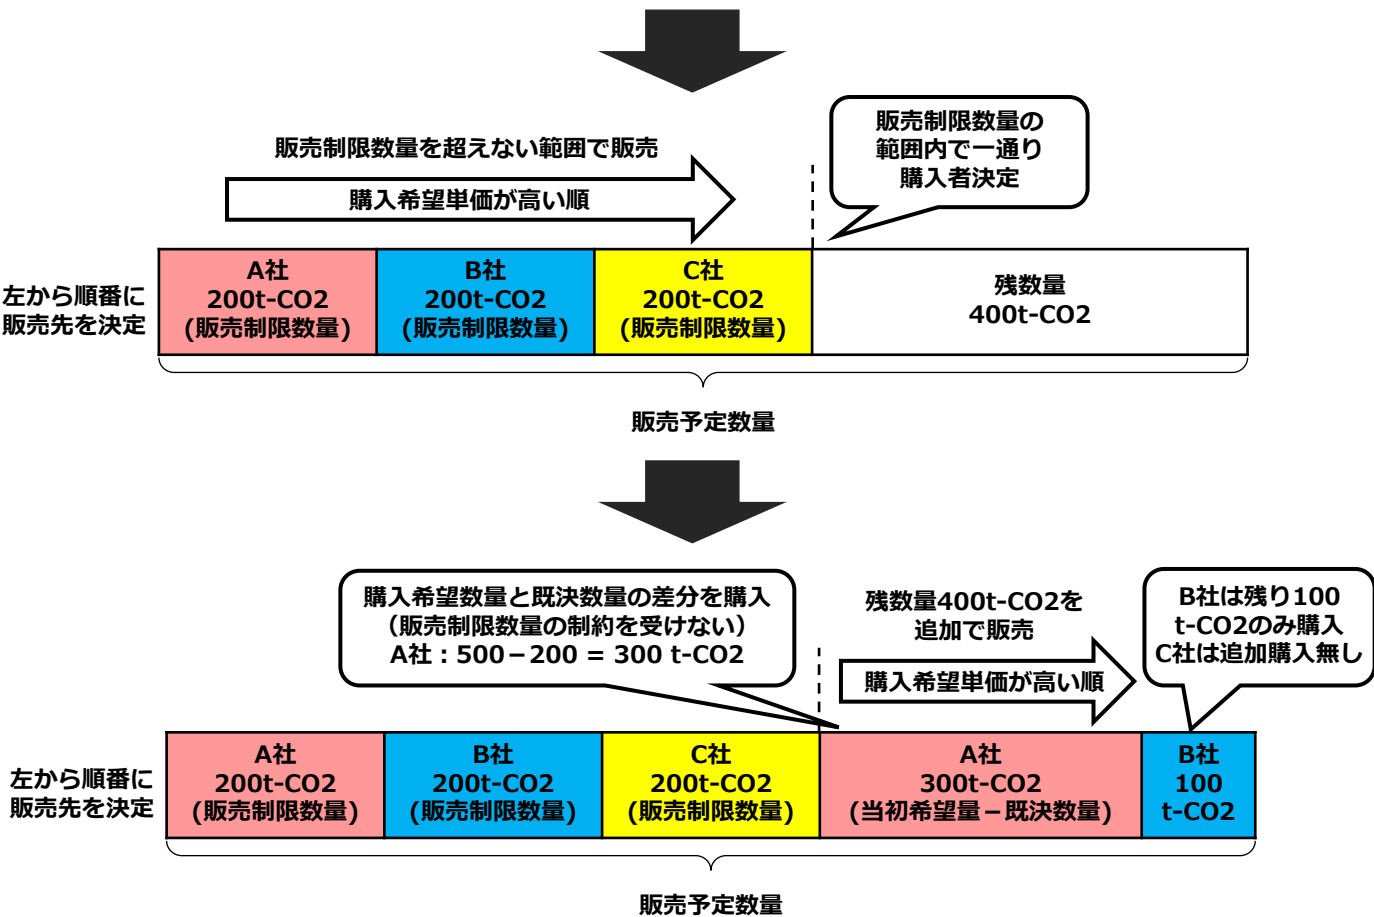 販売制限数量を超えない範囲で販売
購入希望単価が高い順
販売制限数量の
範囲内で一通り
購入者決定
左から順番に
販売先を決定
A社
200t-CO2
(販売制限数量)
B社
200t-CO2
(販売制限数量)
C社
200t-CO2
(販売制限数量)
残数量
400t-CO2
販売予定数量
購入希望数量と既決数量の差分を購入
（販売制限数量の制約を受けない）
A社：500－200 = 300 t-CO2
残数量400t-CO2を
追加で販売
購入希望単価が高い順
B社は残り100
t-CO2のみ購入
C社は追加購入無し
左から順番に
販売先を決定
A社
200t-CO2
(販売制限数量)
B社
200t-CO2
(販売制限数量)
C社
200t-CO2
(販売制限数量)
A社
300t-CO2
(当初希望量－既決数量)
B社
100
t-CO2
販売予定数量